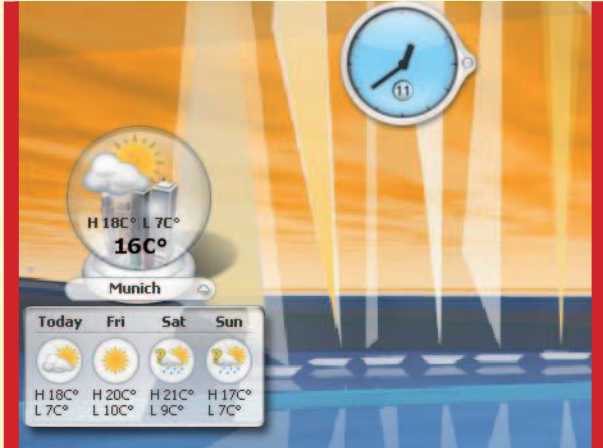 11
H 18C° L 7C°
16C°
Munich
Today Fri Sat Sun
H 18C° H 20C° H 21C° H 17C°
L 7C° L 10C° L 9C° L 7C°